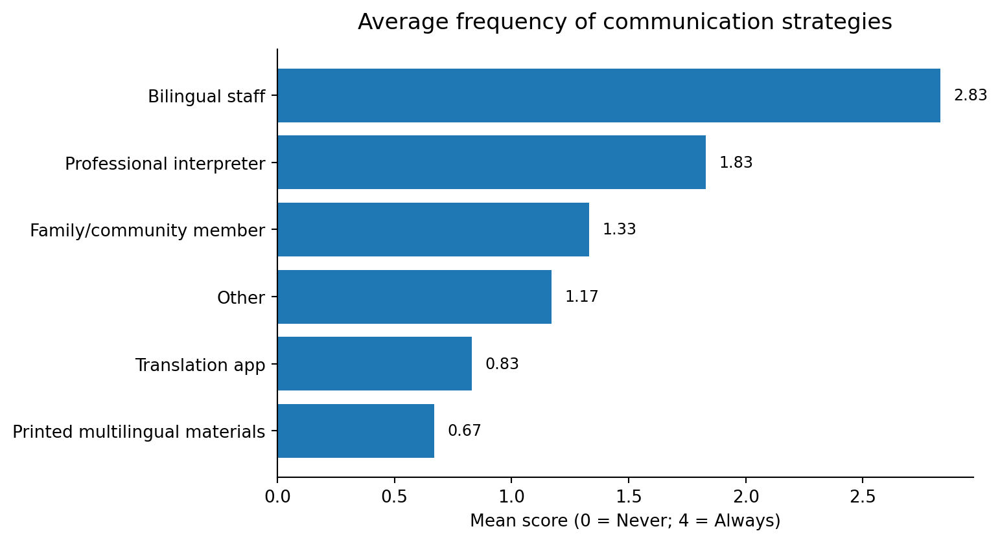 Average frequency of communication strategies
Bilingual staff
2.83
Professional interpreter
1.83
Family/community member
1.33
Other
1.17
Translation app
0.83
Printed multilingual materials
0.67
0.0 0.5 1.0 1.5 2.0 2.5
Mean score (0 = Never; 4 = Always)